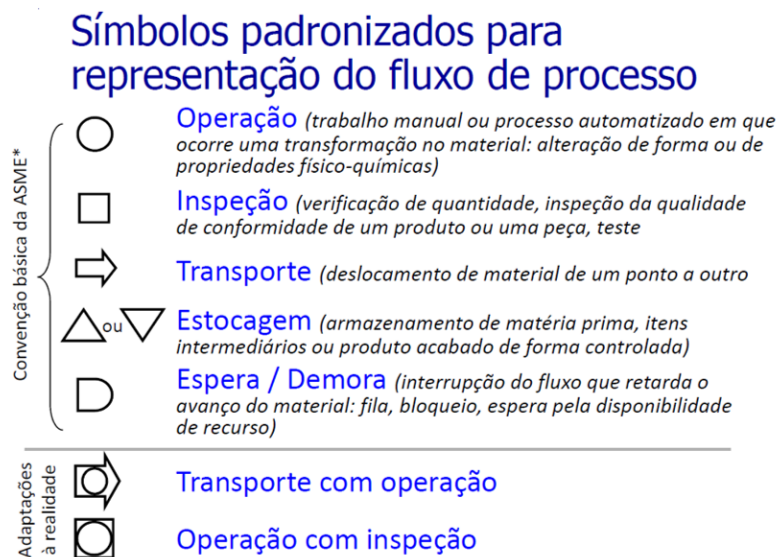 Símbolos padronizados para
representação do fluxo de processo
Convenção básica da ASME*
Operação (trabalho manual ou processo automatizado em que
ocorre uma transformação no material: alteração de forma ou de
propriedades físico-químicas)
Inspeção (verificação de quantidade, inspeção da qualidade
de conformidade de um produto ou uma peça, teste
Transporte (deslocamento de material de um ponto a outro
ou
Estocagem (armazenamento de matéria prima, itens
intermediários ou produto acabado de forma controlada)
Espera / Demora (interrupção do fluxo que retarda o
avanço do material: fila, bloqueio, espera pela disponibilidade
de recurso)
Adaptações
à realidade
Transporte com operação
Operação com inspeção